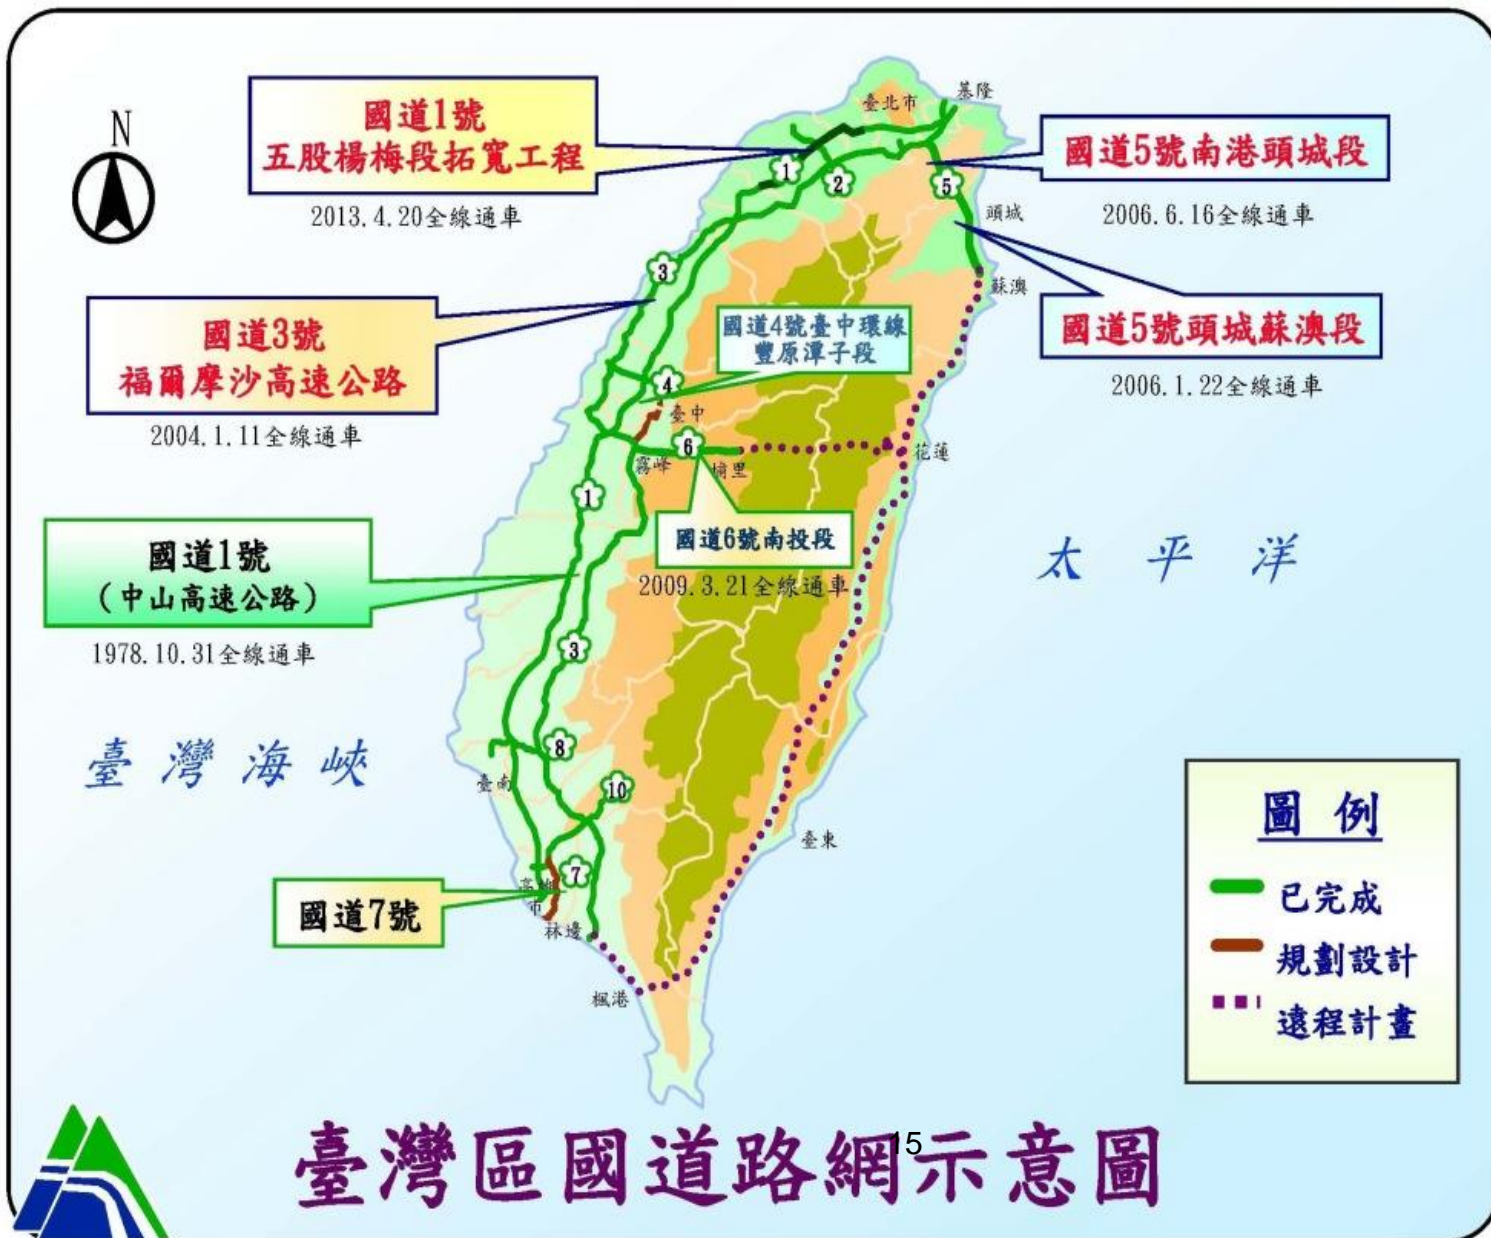 N
國道1號
五股楊梅段拓寬工程
2013.4.20全線通車
臺北市
基隆
國道5號南港頭城段
2006.6.16全線通車
1
2
5
頭城
3
蘇澳
國道3號
福爾摩沙高速公路
2004.1.11全線通車
國道4號臺中環線
豐原潭子段
國道5號頭城蘇澳段
2006.1.22全線通車
4
臺中
6
霧峰
埔里
花蓮
1
國道6號南投段
2009.3.21全線通車
太平洋
國道1號
(中山高速公路)
1978.10.31全線通車
3
臺灣海峽
8
臺南
10
臺東
7
高雄
市
國道7號
林邊
楓港
圖例
已完成
規劃設計
遠程計畫
臺灣區國道路網示意圖
15